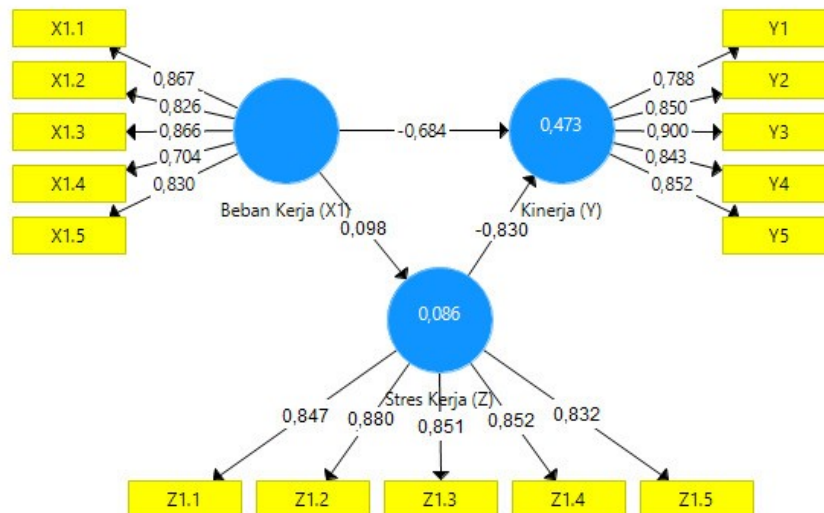 X1.1
X1.2
X1.3
X1.4
X1.5
0,867
0,826
0,866
0,704
0,830
Beban Kerja (X1)
-0,684
0,098
0,473
Kinerja (Y)
-0,830
0,788
0,850
0,900
0,843
0,852
Y1
Y2
Y3
Y4
Y5
0,086
Stres Kerja (Z)
0,847
0,880
0,851
0,852
0,832
Z1.1
Z1.2
Z1.3
Z1.4
Z1.5